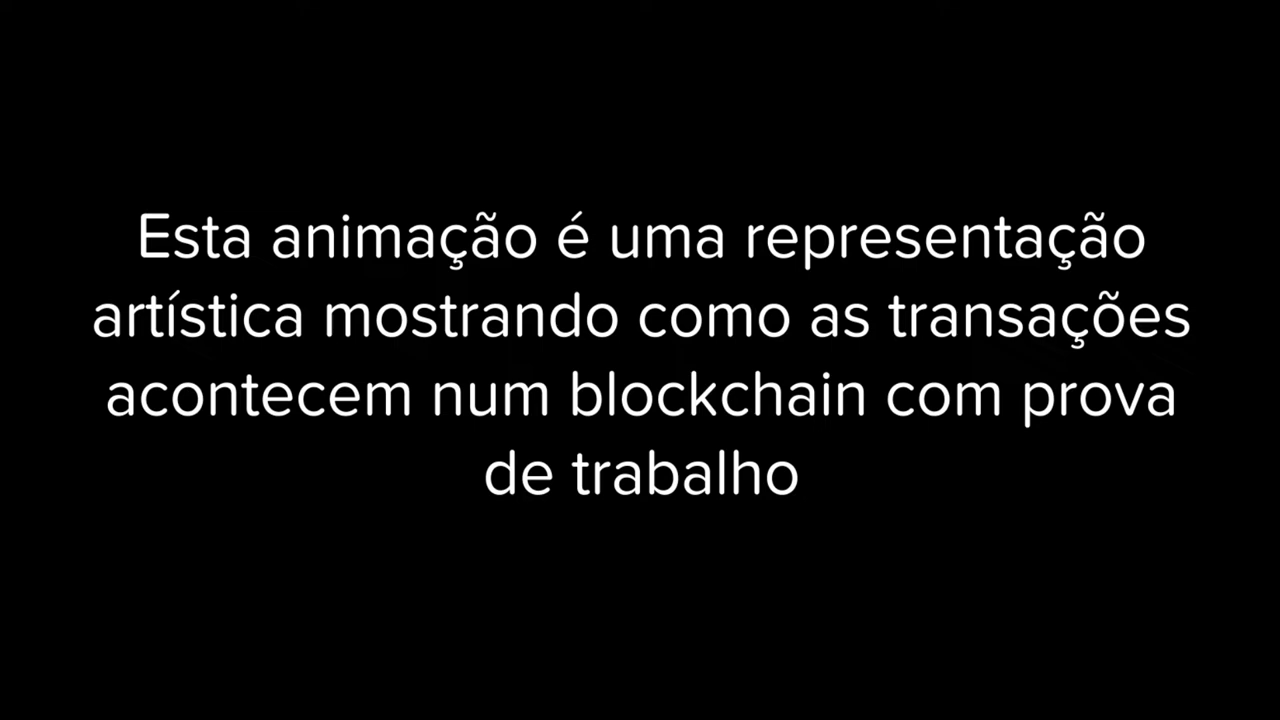 Esta animação é uma representação
artística mostrando como as transações
acontecem num blockchain com prova
de trabalho